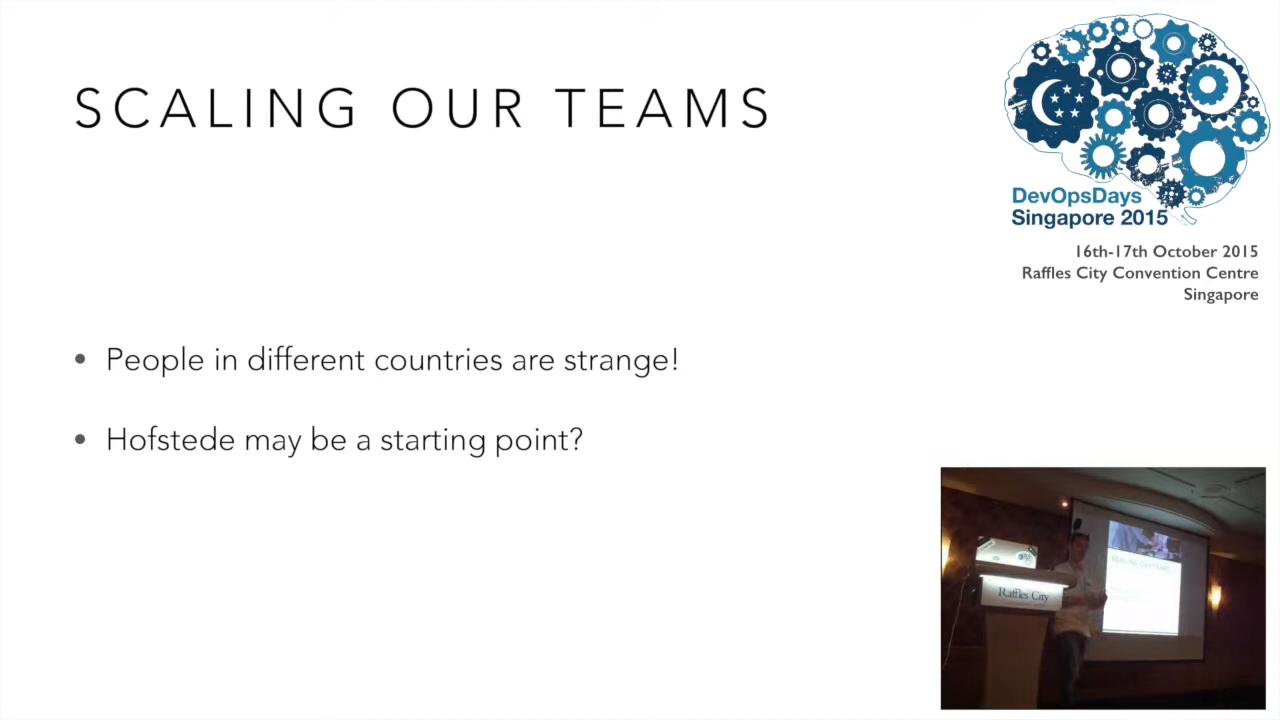 SCALING OUR TEAMS
DevOpsDays
Singapore 2015
16th-17th October 2015
Raffles City Convention Centre
Singapore
• People in different countries are strange!
• Hofstede may be a starting point?
Raffles City